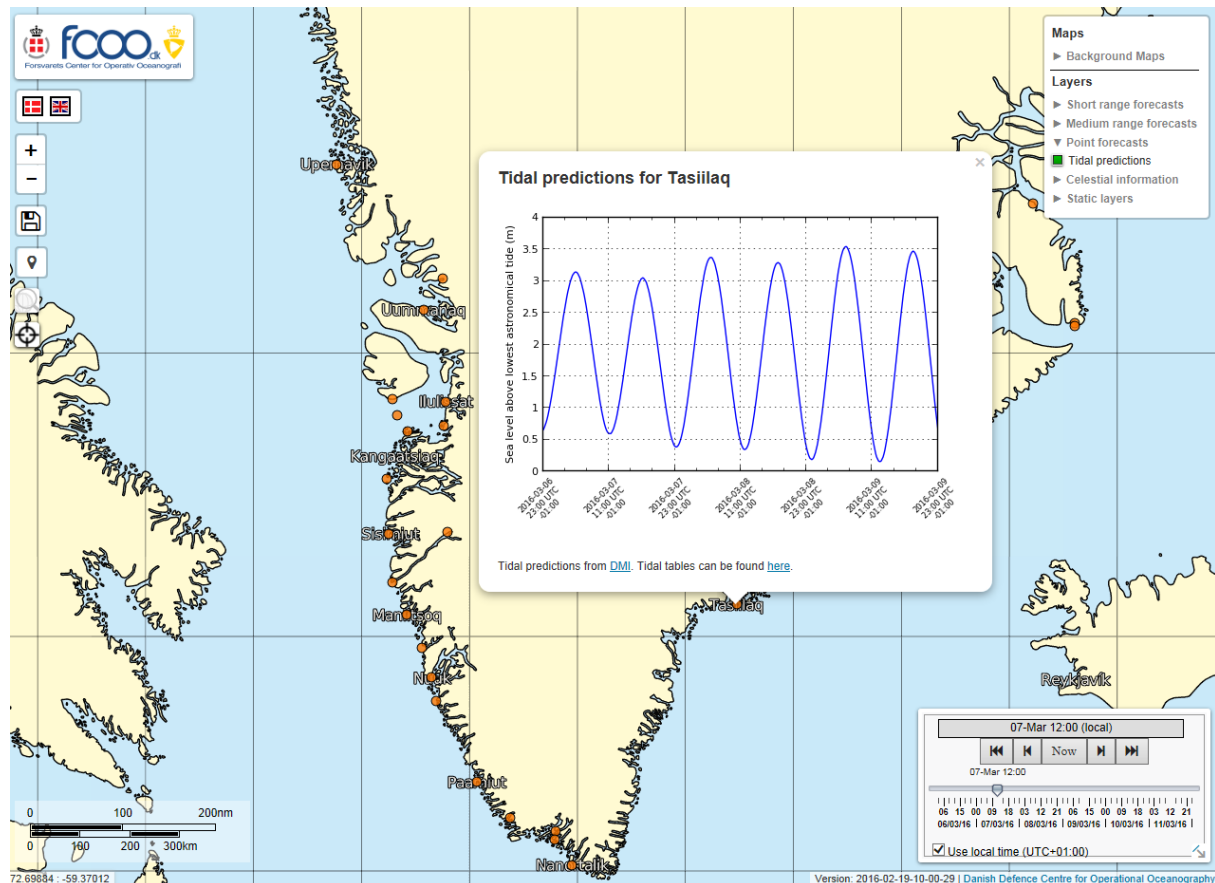 fcoo.dk
Forsvarets Center for Operativ Oceanografi
+
−
Maps
Background Maps
Layers
Short range forecasts
Medium range forecasts
Point forecasts
Tidal predictions
Celestial information
Static layers
Upernavik
Uummanaq
Ilulissat
Kangaatsiaq
Sisimiut
Maniitsoq
Nuuk
Paamiut
Nanortalik
Tasiilaq
Reykjavik
×
Tidal predictions for Tasiilaq
Sea level above lowest astronomical tide (m)
4
3.5
3
2.5
2
1.5
1
0.5
0
2016-03-06 23:00 UTC -01:00
2016-03-07 11:00 UTC -01:00
2016-03-07 23:00 UTC -01:00
2016-03-08 11:00 UTC -01:00
2016-03-08 23:00 UTC -01:00
2016-03-09 11:00 UTC -01:00
2016-03-09 23:00 UTC -01:00
Tidal predictions from DMI. Tidal tables can be found here.
07-Mar 12:00 (local)
Now
07-Mar 12:00
06 15 00 09 18 03 12 21 06 15 00 09 18 03 12 21
06/03/16 | 07/03/16 | 08/03/16 | 09/03/16 | 10/03/16 | 11/03/16 |
Use local time (UTC+01:00)
0 100 200nm
0 100 200 300km
72.69884 : -59.37012
Version: 2016-02-19-10-00-29 | Danish Defence Centre for Operational Oceanography